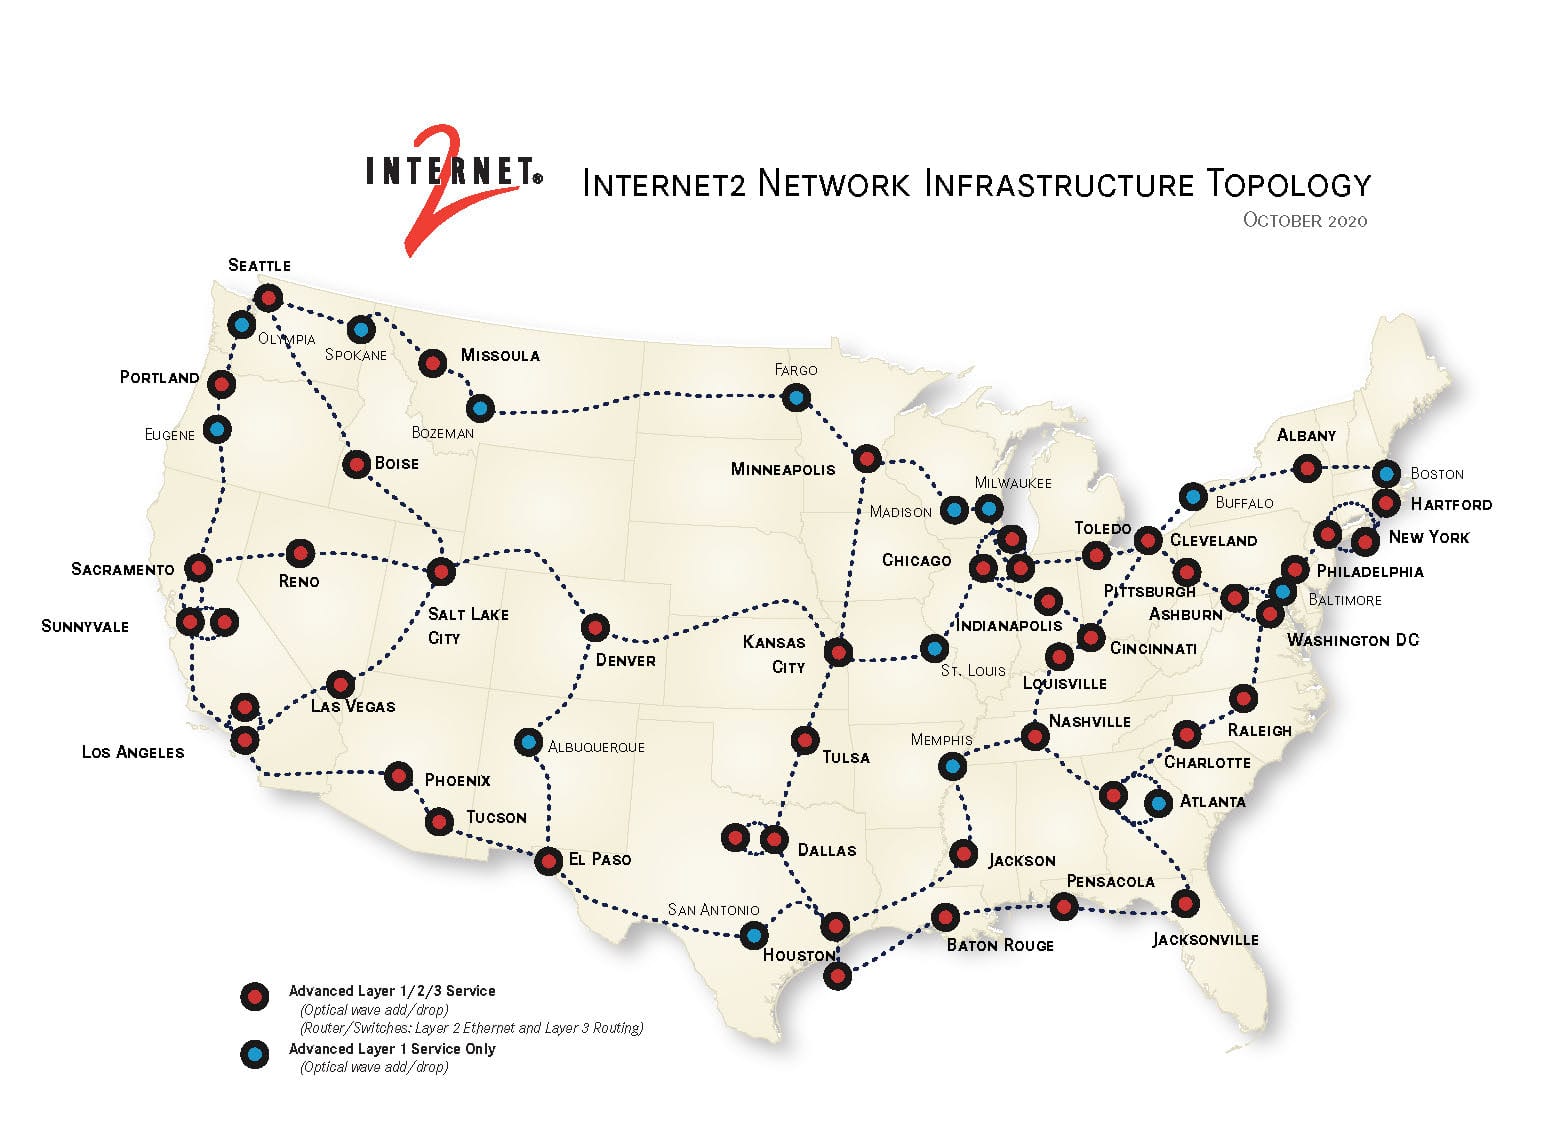 INTERNET®
2
INTERNET2 NETWORK INFRASTRUCTURE TOPOLOGY
OCTOBER 2020
SEATTLE
OLYMPIA
SPOKANE
MISSOULA
PORTLAND
FARGO
EUGENE
BOZEMAN
BOISE
MINNEAPOLIS
ALBANY
BOSTON
MILWAUKEE
MADISON
BUFFALO
HARTFORD
TOLEDO
CLEVELAND
NEW YORK
SACRAMENTO
RENO
CHICAGO
PHILADELPHIA
PITTSBURGH
BALTIMORE
ASHBURN
SALT LAKE
CITY
SUNNYVALE
INDIANAPOLIS
WASHINGTON DC
KANSAS
CITY
CINCINNATI
DENVER
ST. LOUIS
LOUISVILLE
LAS VEGAS
NASHVILLE
RALEIGH
LOS ANGELES
ALBUQUERQUE
MEMPHIS
TULSA
CHARLOTTE
PHOENIX
ATLANTA
TUCSON
DALLAS
EL PASO
JACKSON
PENSACOLA
SAN ANTONIO
HOUSTON
BATON ROUGE
JACKSONVILLE
Advanced Layer 1/2/3 Service
(Optical wave add/drop)
(Router/Switches: Layer 2 Ethernet and Layer 3 Routing)
Advanced Layer 1 Service Only
(Optical wave add/drop)